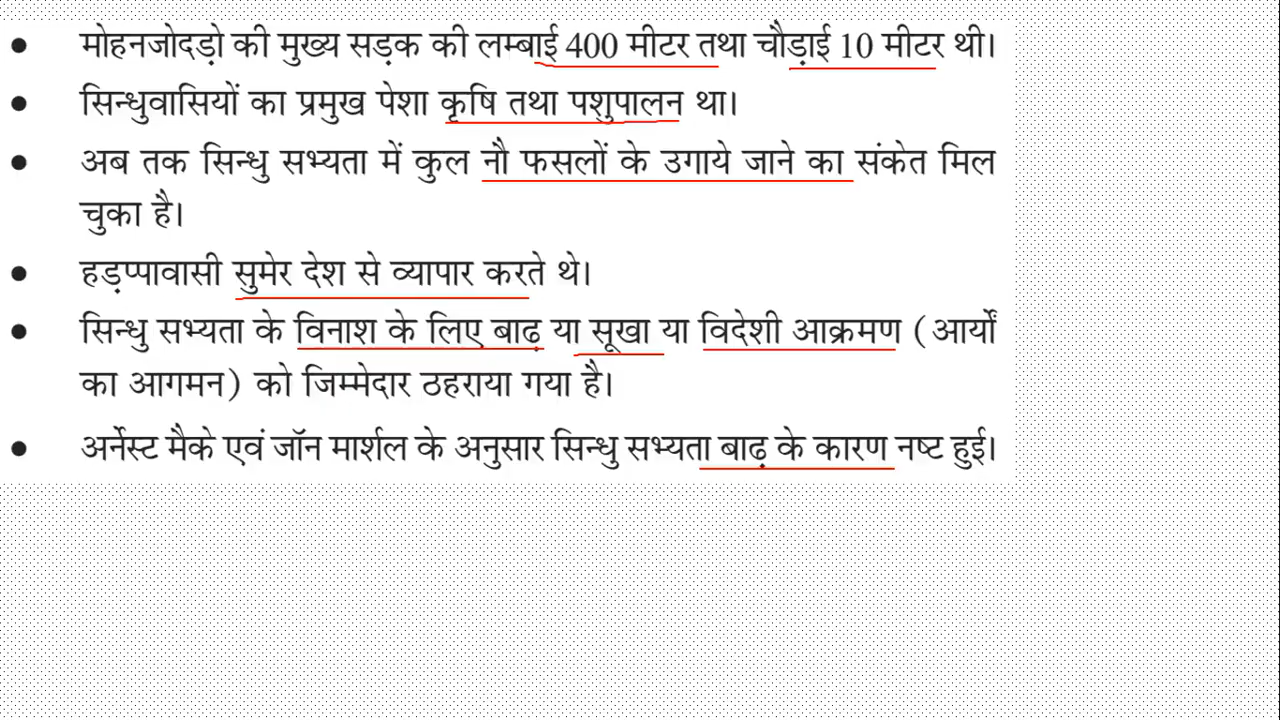 • मोहनजोदड़ो की मुख्य सड़क की लम्बाई 400 मीटर तथा चौड़ाई 10 मीटर थी।
• सिन्धुवासियों का प्रमुख पेशा कृषि तथा पशुपालन था।
• अब तक सिन्धु सभ्यता में कुल नौ फसलों के उगाये जाने का संकेत मिल
चुका है।
• हड़प्पावासी सुमेर देश से व्यापार करते थे।
• सिन्धु सभ्यता के विनाश के लिए बाढ़ या सूखा या विदेशी आक्रमण (आर्यों
का आगमन) को जिम्मेदार ठहराया गया है।
• अर्नेस्ट मैके एवं जॉन मार्शल के अनुसार सिन्धु सभ्यता बाढ़ के कारण नष्ट हुई।